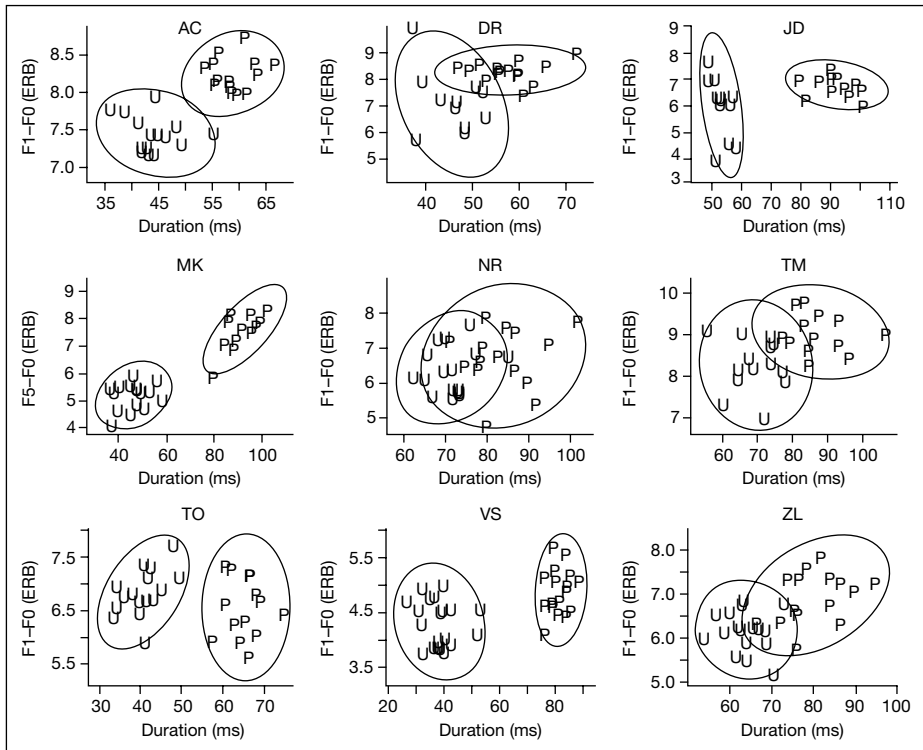 AC
F1–F0 (ERB)
8.5
8.0
7.5
7.0
35 45 55 65
Duration (ms)
DR
F1–F0 (ERB)
9
8
7
6
5
40 50 60 70
Duration (ms)
JD
F1–F0 (ERB)
9
8
7
6
5
4
3
50 60 70 80 90 110
Duration (ms)
MK
F5–F0 (ERB)
9
8
7
6
5
4
40 60 80 100
Duration (ms)
NR
F1–F0 (ERB)
8
7
6
5
60 70 80 90 100
Duration (ms)
TM
F1–F0 (ERB)
10
9
8
7
60 70 80 90 100
Duration (ms)
TO
F1–F0 (ERB)
7.5
6.5
5.5
30 40 50 60 70
Duration (ms)
VS
F1–F0 (ERB)
5.5
4.5
3.5
20 40 60 80
Duration (ms)
ZL
F1–F0 (ERB)
8.0
7.0
6.0
5.0
60 70 80 90 100
Duration (ms)